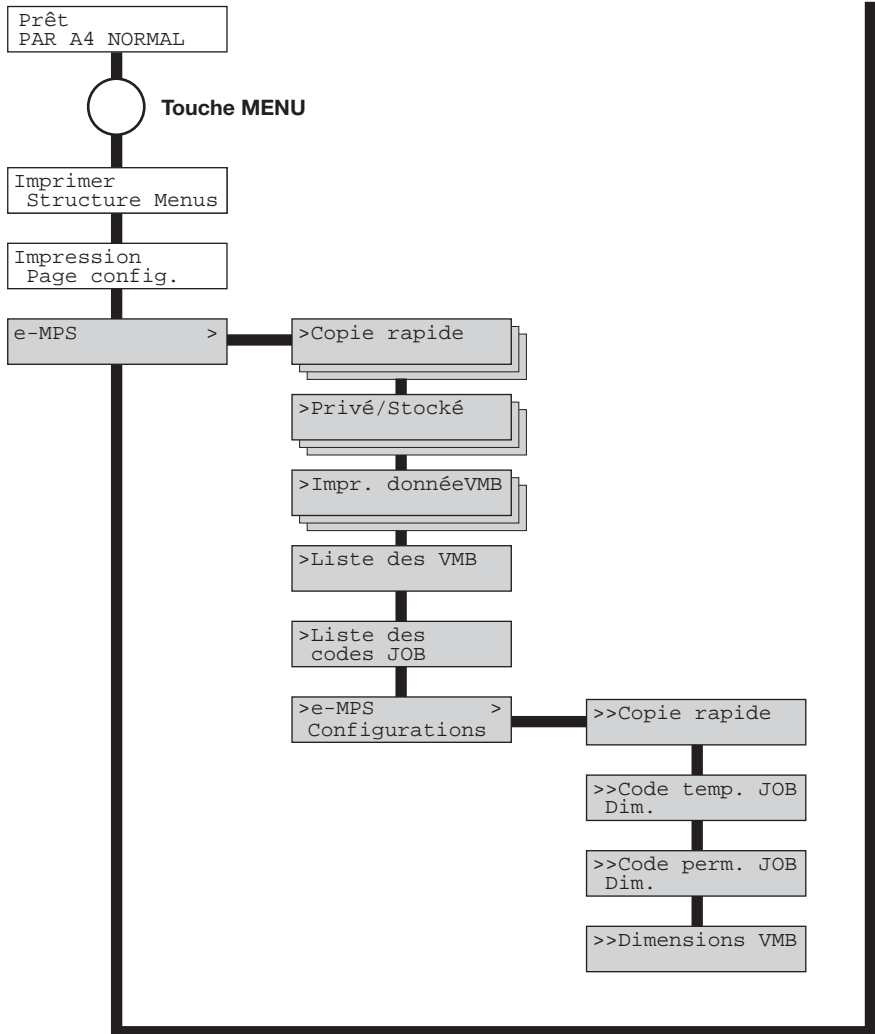 Prêt
PAR A4 NORMAL
Touche MENU
Imprimer
Structure Menus
Impression
Page config.
e-MPS >
>Copie rapide
>Privé/Stocké
>Impr. donnéeVMB
>Liste des VMB
>Liste des
codes JOB
>e-MPS >
Configurations
>>Copie rapide
>>Code temp. JOB
Dim.
>>Code perm. JOB
Dim.
>>Dimensions VMB